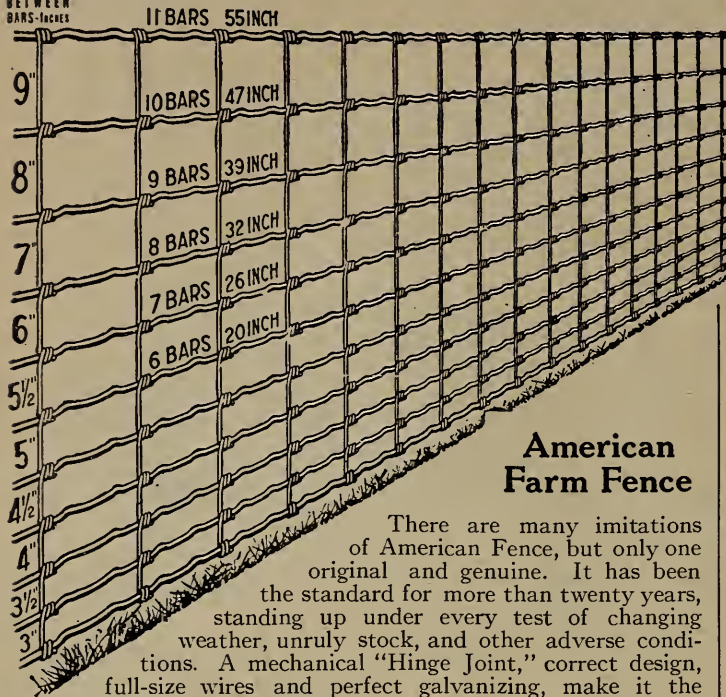 BETWEEN
BARS-INCHES
11 BARS 55 INCH
9"
10 BARS 47 INCH
8"
9 BARS 39 INCH
7"
8 BARS 32 INCH
7 BARS 26 INCH
6"
6 BARS 20 INCH
5½"
5"
4½"
4"
3½"
3"
American
Farm Fence
There are many imitations
of American Fence, but only one
original and genuine. It has been
the standard for more than twenty years,
standing up under every test of changing
weather, unruly stock, and other adverse condi-
tions. A mechanical "Hinge Joint," correct design,
full-size wires and perfect galvanizing, make it the